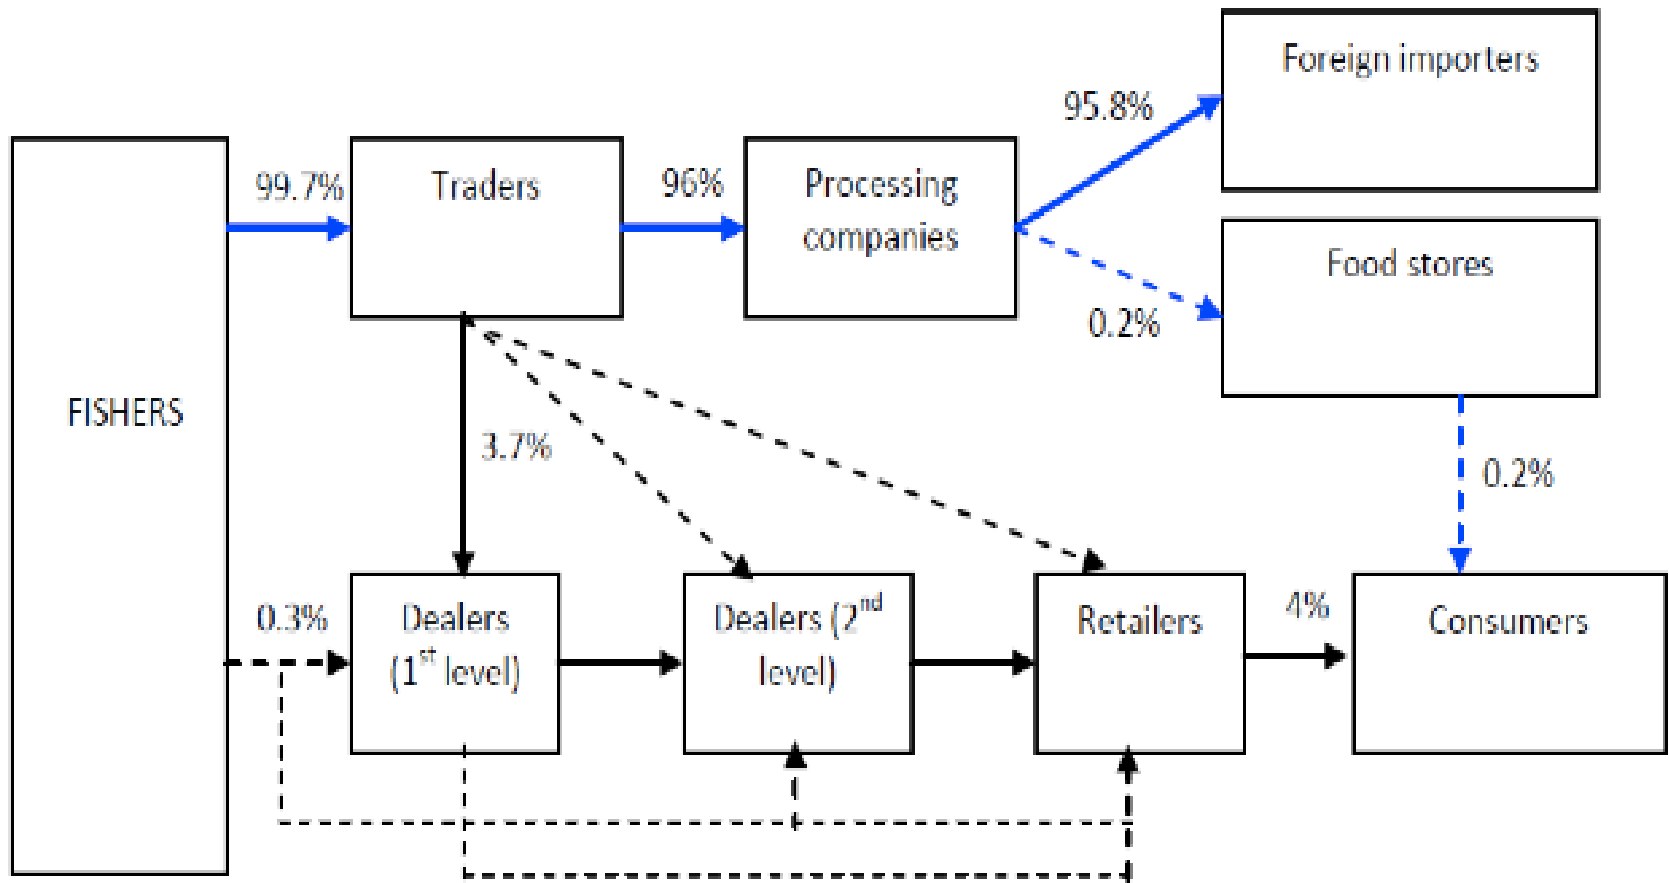 Foreign importers
95.8%
99.7%
Traders
96%
Processing
companies
Food stores
0.2%
FISHERS
3.7%
0.2%
0.3%
Dealers
(1st level)
Dealers (2nd
level)
Retailers
4%
Consumers